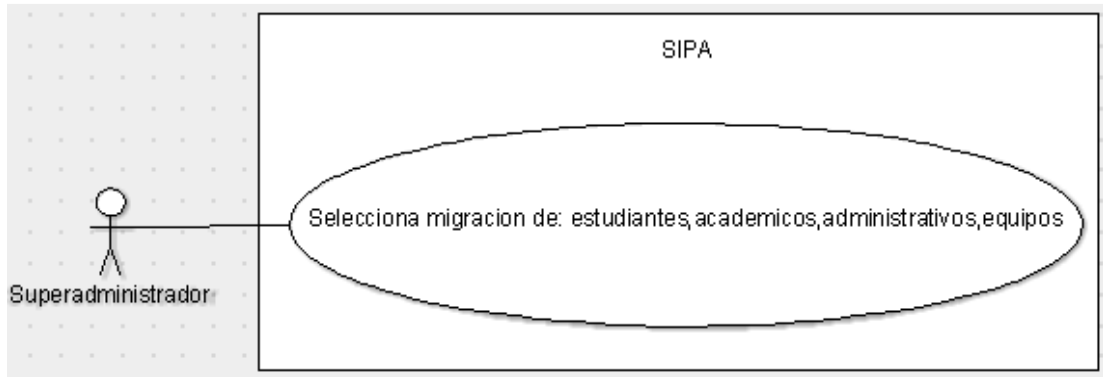 SIPA
Selecciona migracion de: estudiantes,academicos,administrativos,equipos
Superadministrador